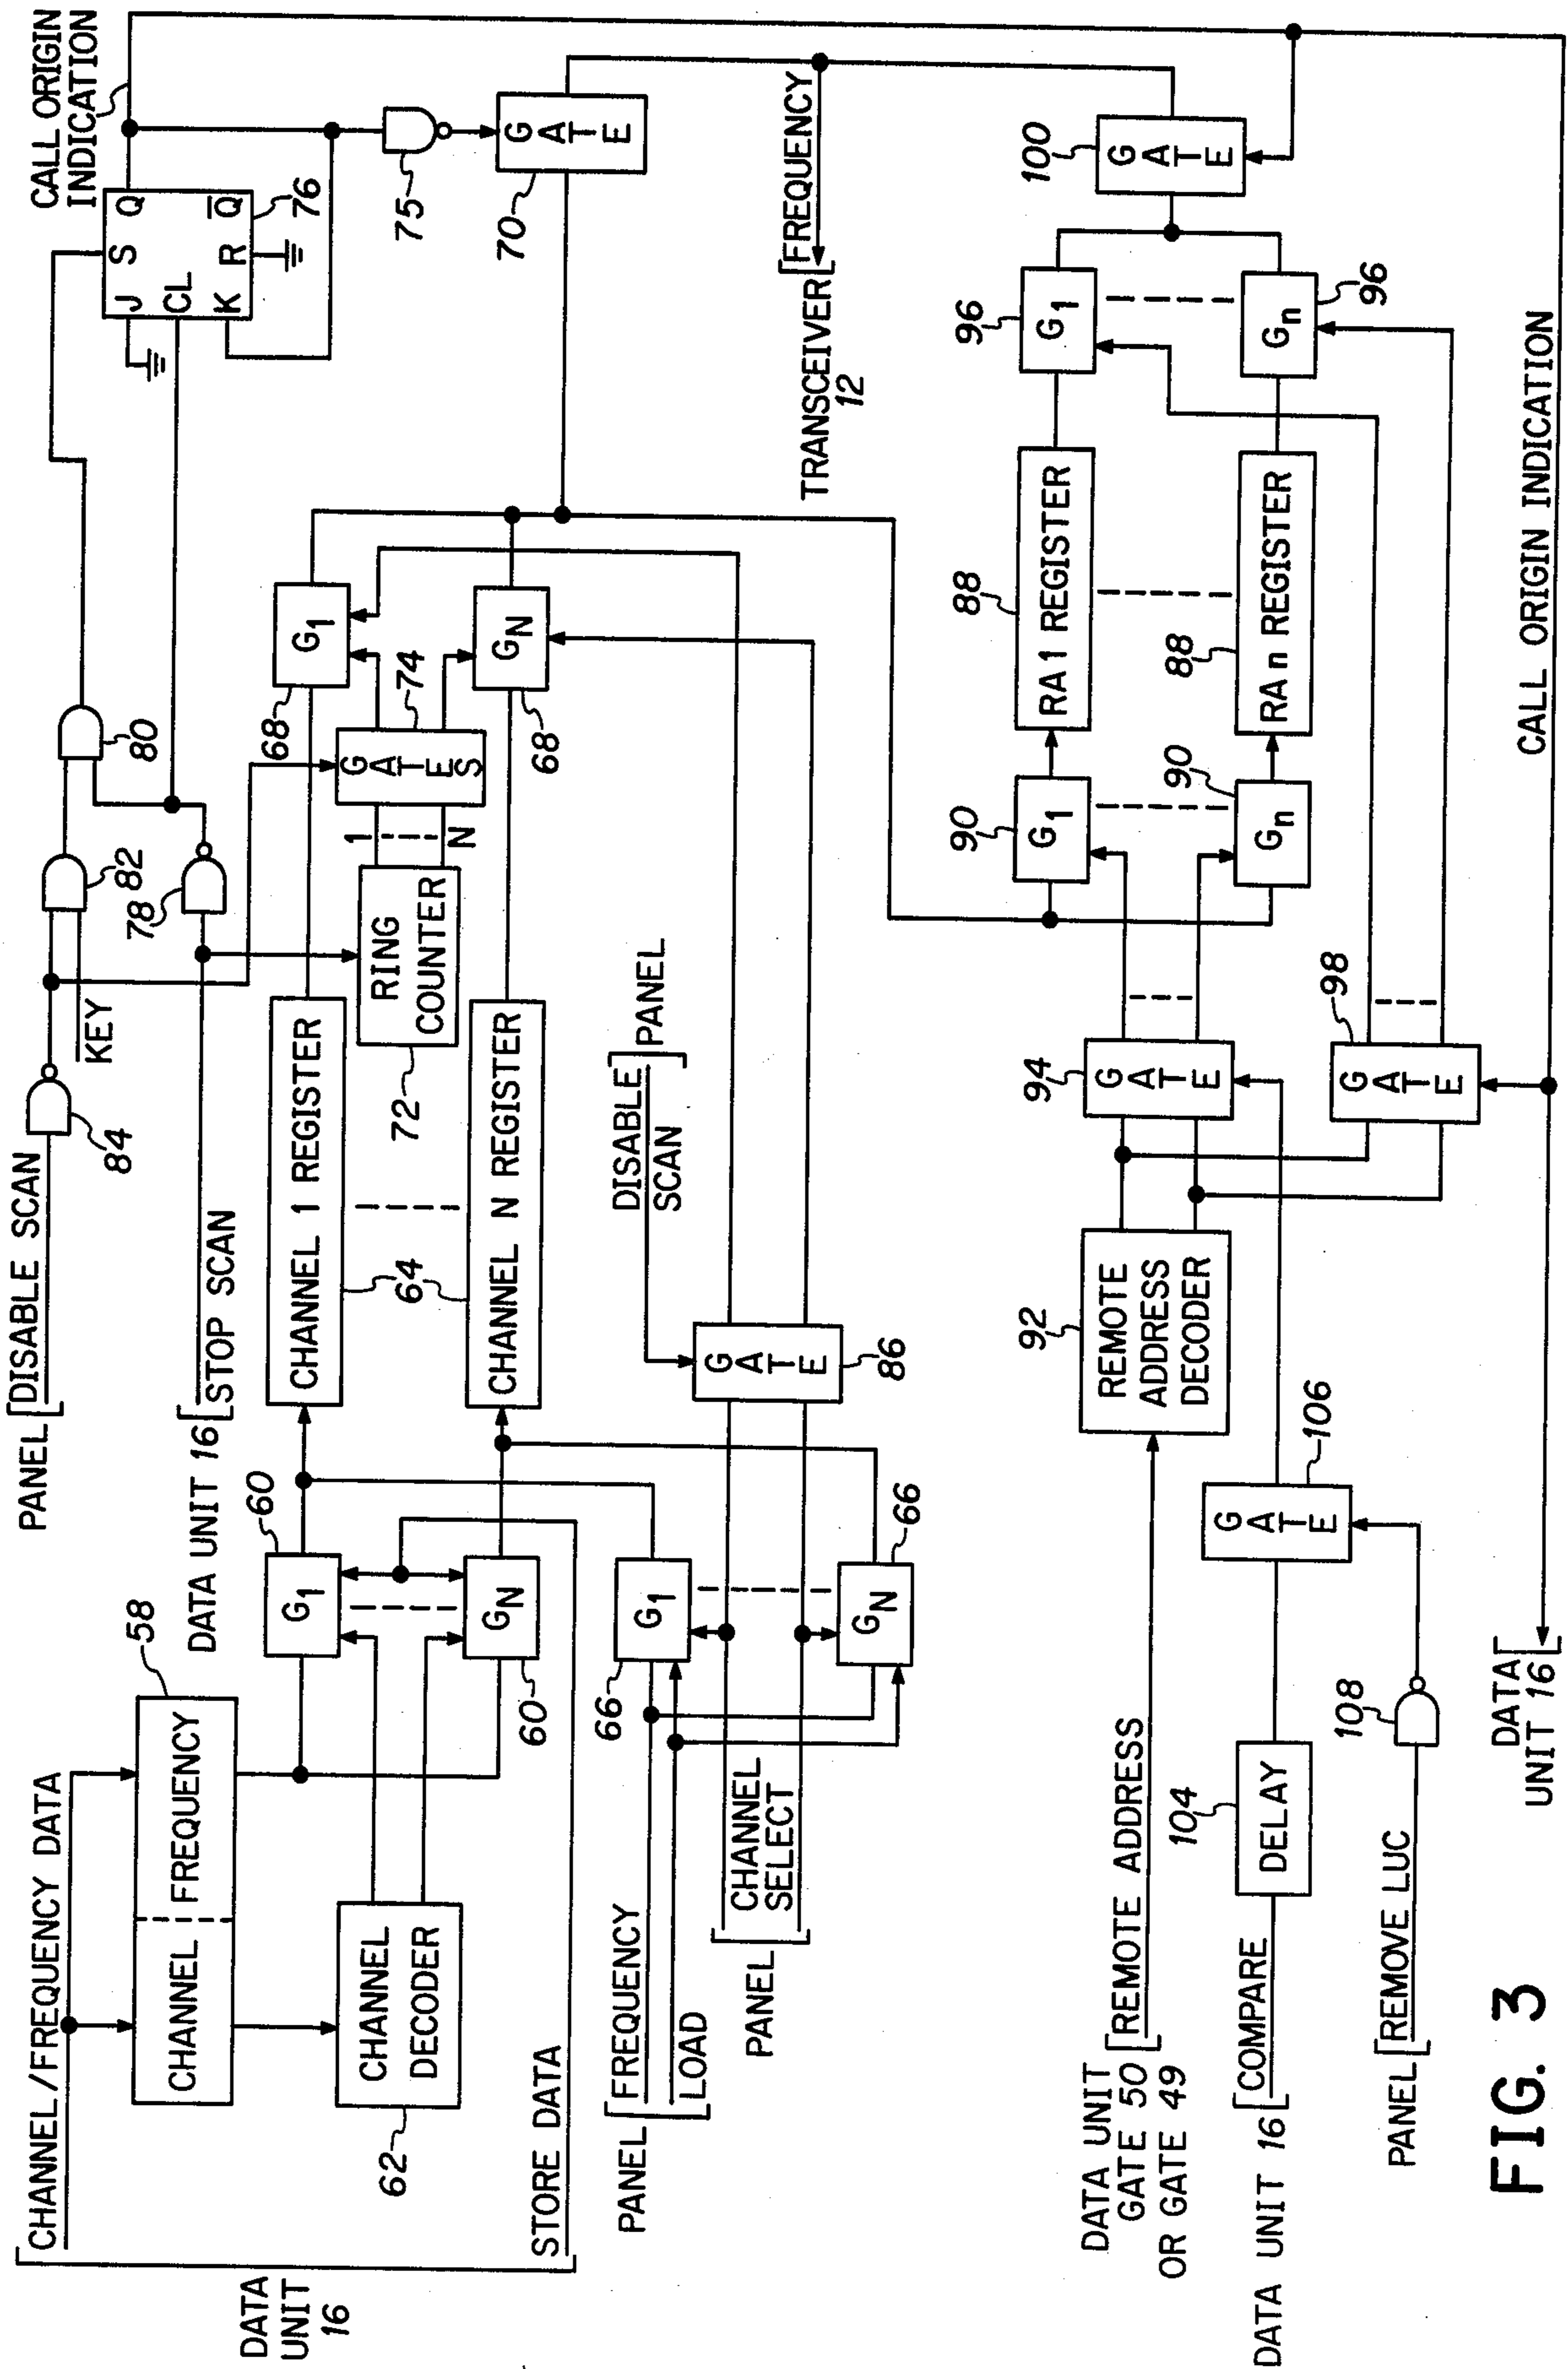 DATA
UNIT
16
CHANNEL/FREQUENCY DATA
CHANNEL FREQUENCY
58
CHANNEL
DECODER
62
STORE DATA
60
G1
GN
60
PANEL
DISABLE SCAN
84
KEY
82
80
DATA UNIT 16
STOP SCAN
78
CHANNEL 1 REGISTER
64
CHANNEL N REGISTER
RING
COUNTER
72
1
N
GATES
74
68
G1
GN
68
J
S
Q
CL
K
R
Q
76
CALL ORIGIN
INDICATION
75
GATE
70
PANEL
FREQUENCY
LOAD
66
G1
GN
66
PANEL
CHANNEL
SELECT
DISABLE
SCAN
PANEL
GATE
86
TRANSCEIVER
12
FREQUENCY
DATA UNIT
GATE 50
OR GATE 49
REMOTE ADDRESS
REMOTE
ADDRESS
DECODER
92
GATE
94
GATE
98
90
G1
90
Gn
88
RA 1 REGISTER
88
RA n REGISTER
96
G1
Gn
96
GATE
100
DATA UNIT 16
COMPARE
DELAY
104
GATE
106
PANEL
REMOVE LUC
108
DATA
UNIT 16
CALL ORIGIN INDICATION
FIG. 3